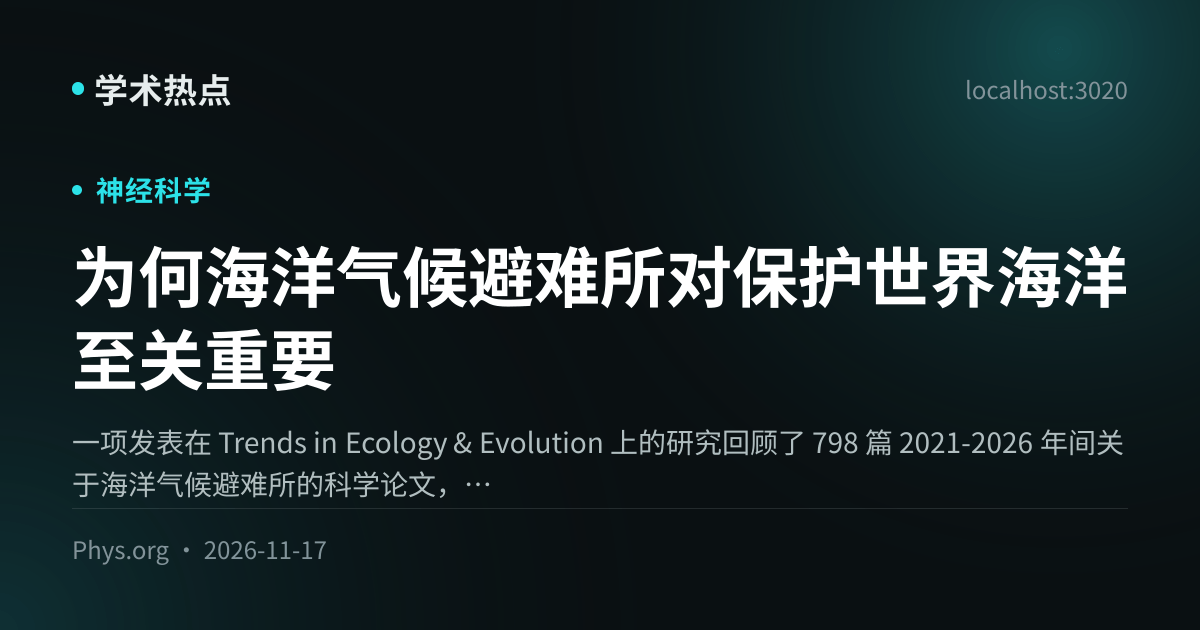 学术热点
localhost:3020
神经科学
为何海洋气候避难所对保护世界海洋
至关重要
一项发表在 Trends in Ecology & Evolution 上的研究回顾了 798 篇 2021-2026 年间关
于海洋气候避难所的科学论文，…
Phys.org • 2026-11-17